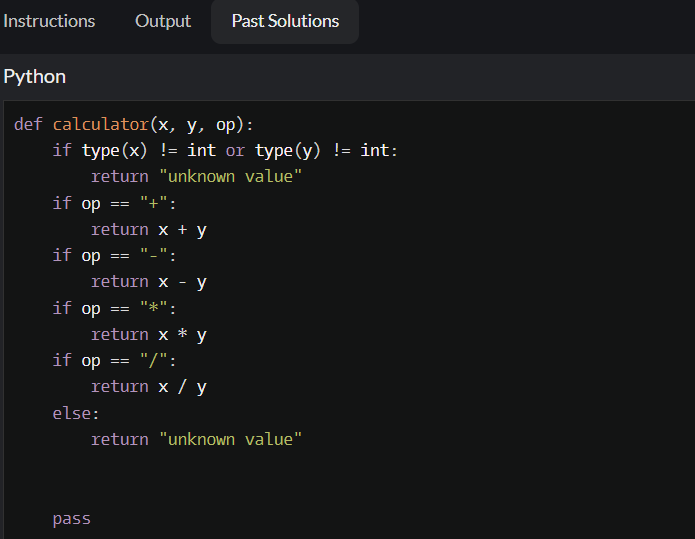 Instructions Output Past Solutions
Python
def calculator(x, y, op):
    if type(x) != int or type(y) != int:
        return "unknown value"
    if op == "+":
        return x + y
    if op == "-":
        return x - y
    if op == "*":
        return x * y
    if op == "/":
        return x / y
    else:
        return "unknown value"
    pass